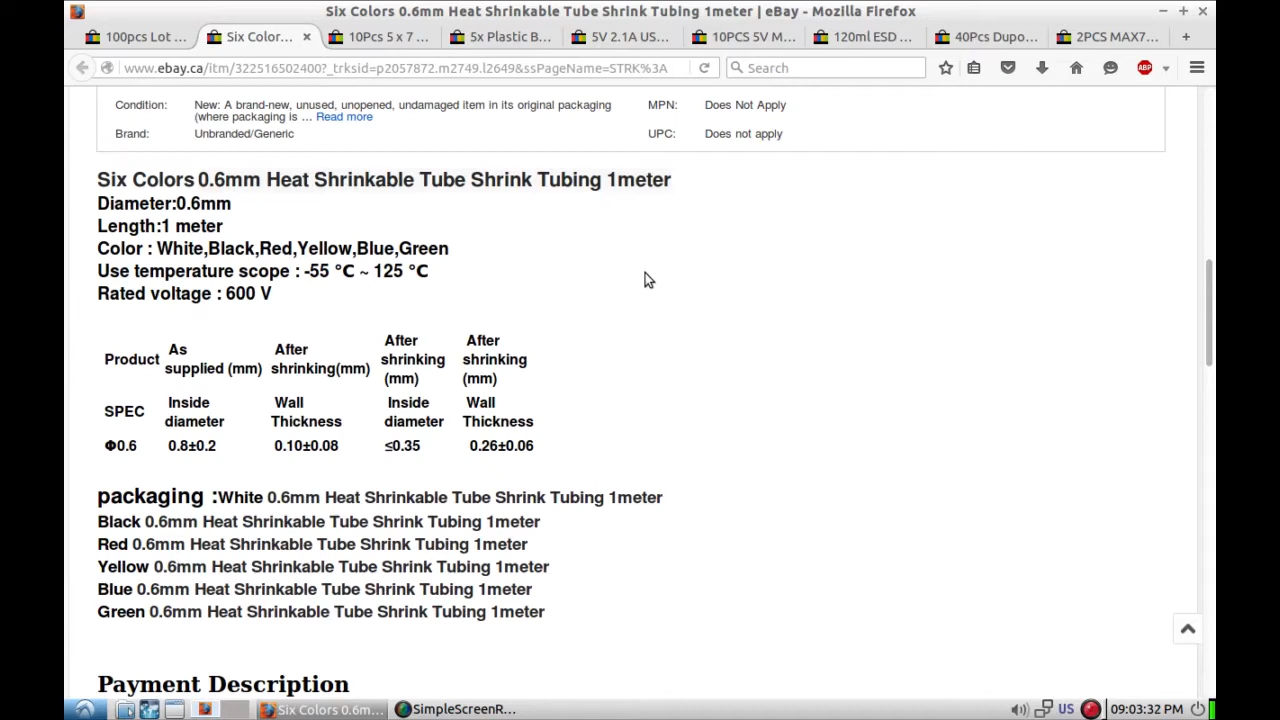 Six Colors 0.6mm Heat Shrinkable Tube Shrink Tubing 1meter | eBay - Mozilla Firefox
100pcs Lot ... Six Color... × 10Pcs 5 x 7 ... 5x Plastic B... 5V 2.1A US... 10PCS 5V M... 120ml ESD ... 40Pcs Dupo... 2PCS MAX7... +
www.ebay.ca/itm/322516502400?_trksid=p2057872.m2749.l2649&ssPageName=STRK%3A Search ABP
Condition: New: A brand-new, unused, unopened, undamaged item in its original packaging MPN: Does Not Apply
(where packaging is ... Read more UPC: Does not apply
Brand: Unbranded/Generic
Six Colors 0.6mm Heat Shrinkable Tube Shrink Tubing 1meter
Diameter:0.6mm
Length:1 meter
Color : White,Black,Red,Yellow,Blue,Green
Use temperature scope : -55 ℃ ~ 125 ℃
Rated voltage : 600 V
Product As supplied (mm) After shrinking(mm) After shrinking (mm) After shrinking (mm)
SPEC Inside diameter Wall Thickness Inside diameter Wall Thickness
Φ0.6 0.8±0.2 0.10±0.08 ≤0.35 0.26±0.06
packaging :White 0.6mm Heat Shrinkable Tube Shrink Tubing 1meter
Black 0.6mm Heat Shrinkable Tube Shrink Tubing 1meter
Red 0.6mm Heat Shrinkable Tube Shrink Tubing 1meter
Yellow 0.6mm Heat Shrinkable Tube Shrink Tubing 1meter
Blue 0.6mm Heat Shrinkable Tube Shrink Tubing 1meter
Green 0.6mm Heat Shrinkable Tube Shrink Tubing 1meter
Payment Description
Six Colors 0.6m... SimpleScreenR... US 09:03:32 PM